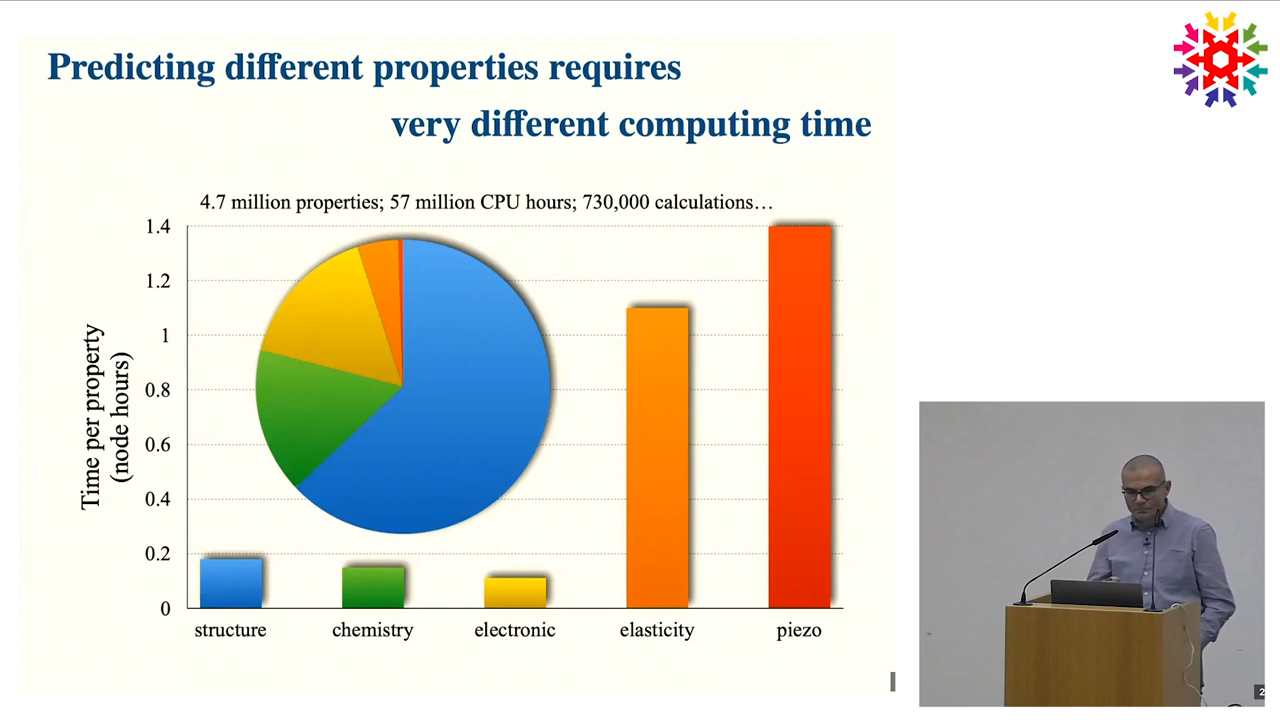 Predicting different properties requires
very different computing time
4.7 million properties; 57 million CPU hours; 730,000 calculations…
Time per property
(node hours)
1.4
1.2
1
0.8
0.6
0.4
0.2
0
structure
chemistry
electronic
elasticity
piezo
2